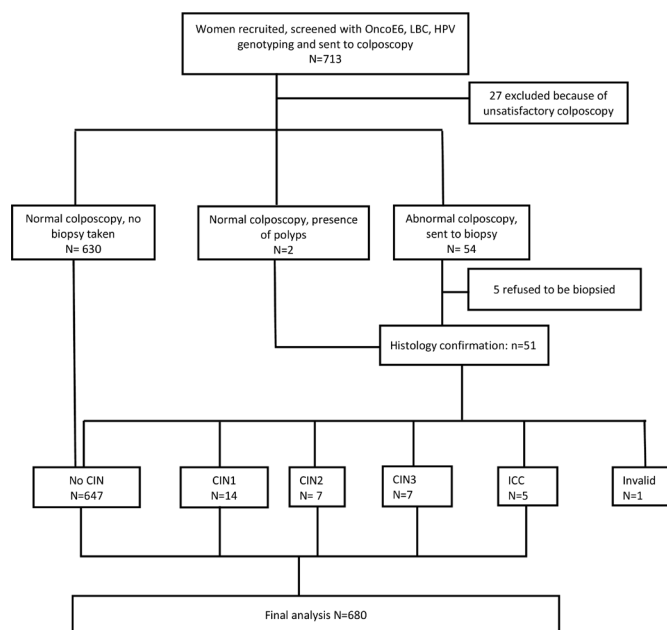 Women recruited, screened with OncoE6, LBC, HPV
genotyping and sent to colposcopy
N=713
27 excluded because of
unsatisfactory colposcopy
Normal colposcopy, no
biopsy taken
N= 630
Normal colposcopy, presence
of polyps
N=2
Abnormal colposcopy,
sent to biopsy
N= 54
5 refused to be biopsied
Histology confirmation: n=51
No CIN
N=647
CIN1
N=14
CIN2
N= 7
CIN3
N=7
ICC
N=5
Invalid
N=1
Final analysis N=680